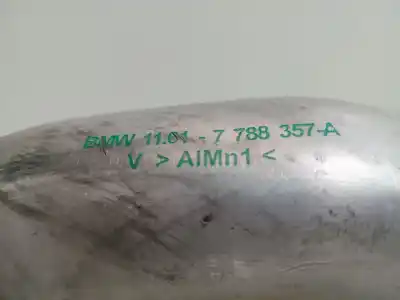 BMW 11.61 - 7 788 357-A
V > AlMn1 <